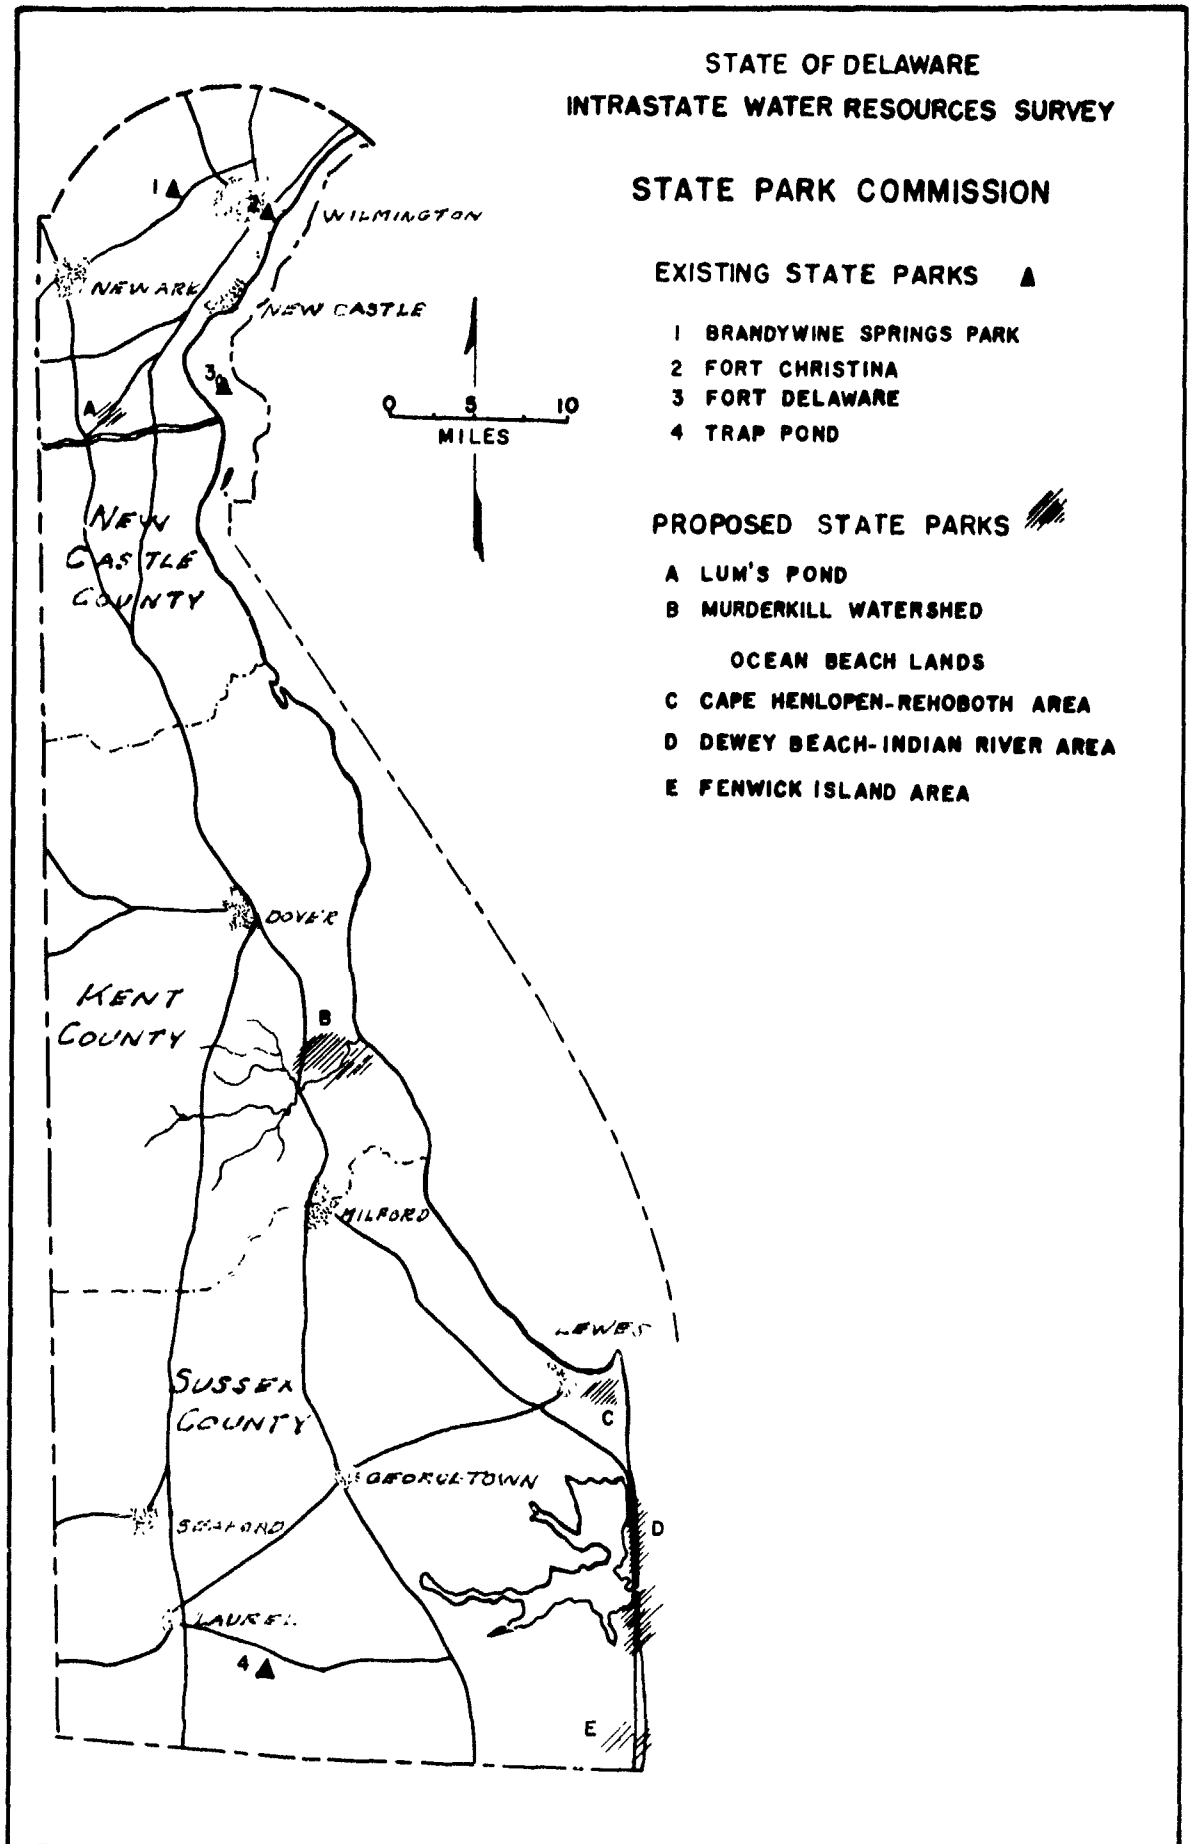 STATE OF DELAWARE
INTRASTATE WATER RESOURCES SURVEY
STATE PARK COMMISSION
EXISTING STATE PARKS
1 BRANDYWINE SPRINGS PARK
2 FORT CHRISTINA
3 FORT DELAWARE
4 TRAP POND
PROPOSED STATE PARKS
A LUM'S POND
B MURDERKILL WATERSHED
OCEAN BEACH LANDS
C CAPE HENLOPEN-REHOBOTH AREA
D DEWEY BEACH-INDIAN RIVER AREA
E FENWICK ISLAND AREA
1
2
WILMINGTON
NEWARK
NEW CASTLE
3
0 5 10
MILES
A
NEW
CASTLE
COUNTY
DOVER
KENT
COUNTY
B
MILFORD
LEWES
SUSSEX
COUNTY
C
GEORGETOWN
SEAFORD
D
LAUREL
4
E